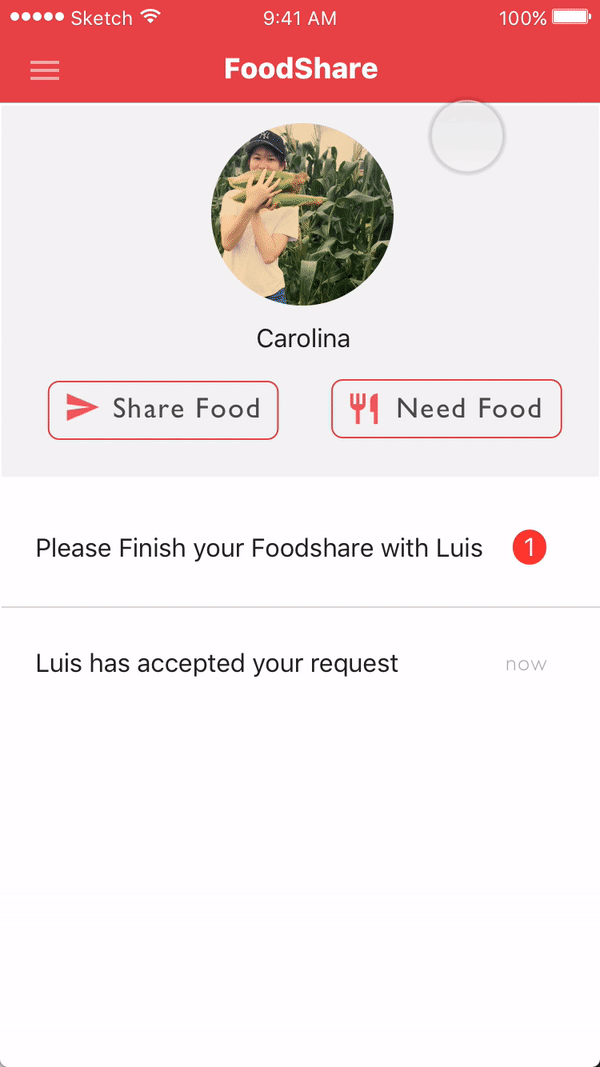 Sketch 9:41 AM 100%
FoodShare
Carolina
Share Food Need Food
Please Finish your Foodshare with Luis 1
Luis has accepted your request now